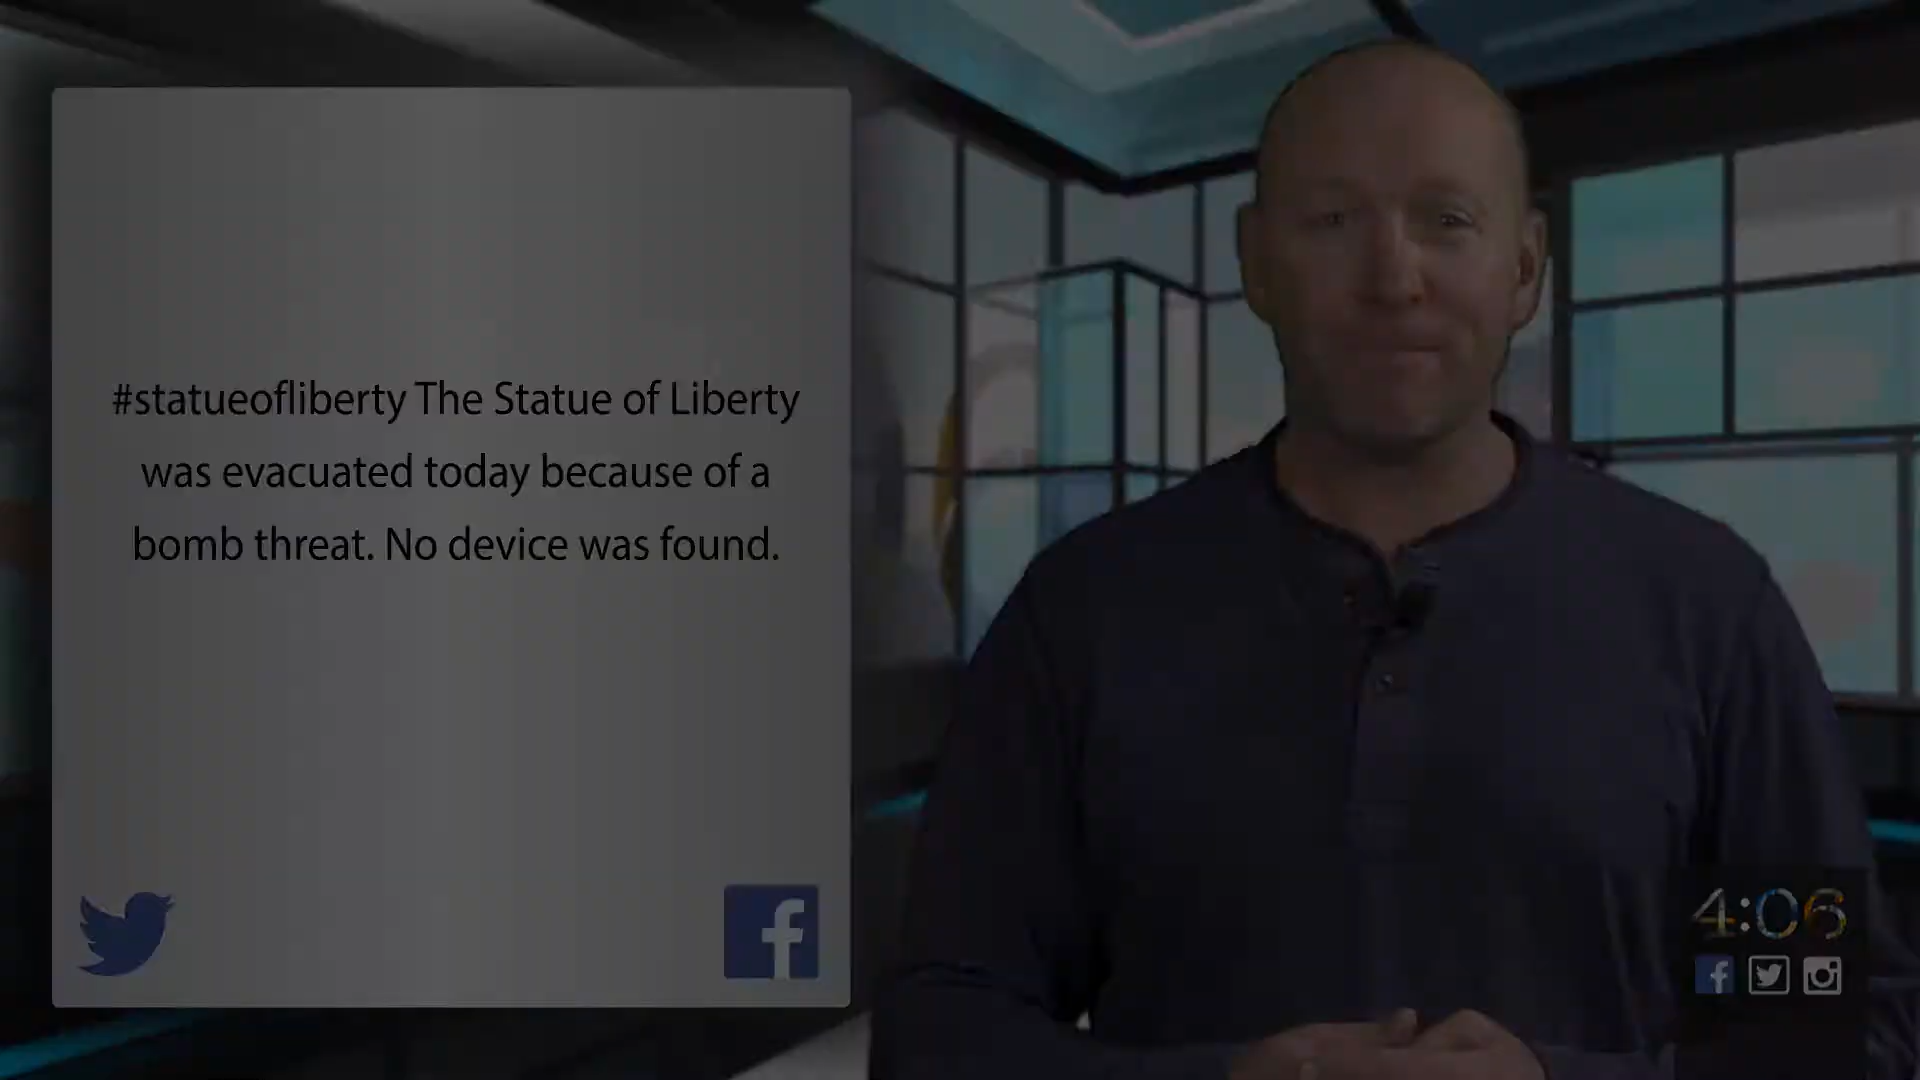 #statueofliberty The Statue of Liberty
was evacuated today because of a
bomb threat. No device was found.
4:06